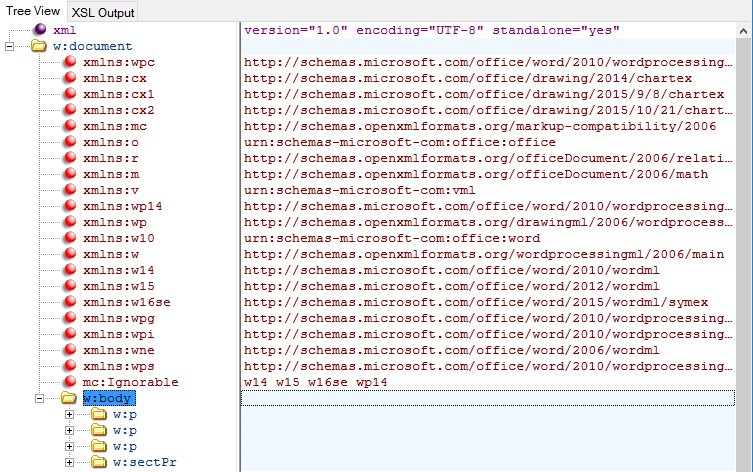 Tree View XSL Output
xml version="1.0" encoding="UTF-8" standalone="yes"
w:document
xmlns:wpc http://schemas.microsoft.com/office/word/2010/wordprocessing...
xmlns:cx http://schemas.microsoft.com/office/drawing/2014/chartex
xmlns:cx1 http://schemas.microsoft.com/office/drawing/2015/9/8/chartex
xmlns:cx2 http://schemas.microsoft.com/office/drawing/2015/10/21/chart...
xmlns:mc http://schemas.openxmlformats.org/markup-compatibility/2006
xmlns:o urn:schemas-microsoft-com:office:office
xmlns:r http://schemas.openxmlformats.org/officeDocument/2006/relati...
xmlns:m http://schemas.openxmlformats.org/officeDocument/2006/math
xmlns:v urn:schemas-microsoft-com:vml
xmlns:wp14 http://schemas.microsoft.com/office/word/2010/wordprocessing...
xmlns:wp http://schemas.openxmlformats.org/drawingml/2006/wordprocess...
xmlns:w10 urn:schemas-microsoft-com:office:word
xmlns:w http://schemas.openxmlformats.org/wordprocessingml/2006/main
xmlns:w14 http://schemas.microsoft.com/office/word/2010/wordml
xmlns:w15 http://schemas.microsoft.com/office/word/2012/wordml
xmlns:w16se http://schemas.microsoft.com/office/word/2015/wordml/symex
xmlns:wpg http://schemas.microsoft.com/office/word/2010/wordprocessing...
xmlns:wpi http://schemas.microsoft.com/office/word/2010/wordprocessing...
xmlns:wne http://schemas.microsoft.com/office/word/2006/wordml
xmlns:wps http://schemas.microsoft.com/office/word/2010/wordprocessing...
mc:Ignorable w14 w15 w16se wp14
w:body
w:p
w:p
w:p
w:sectPr